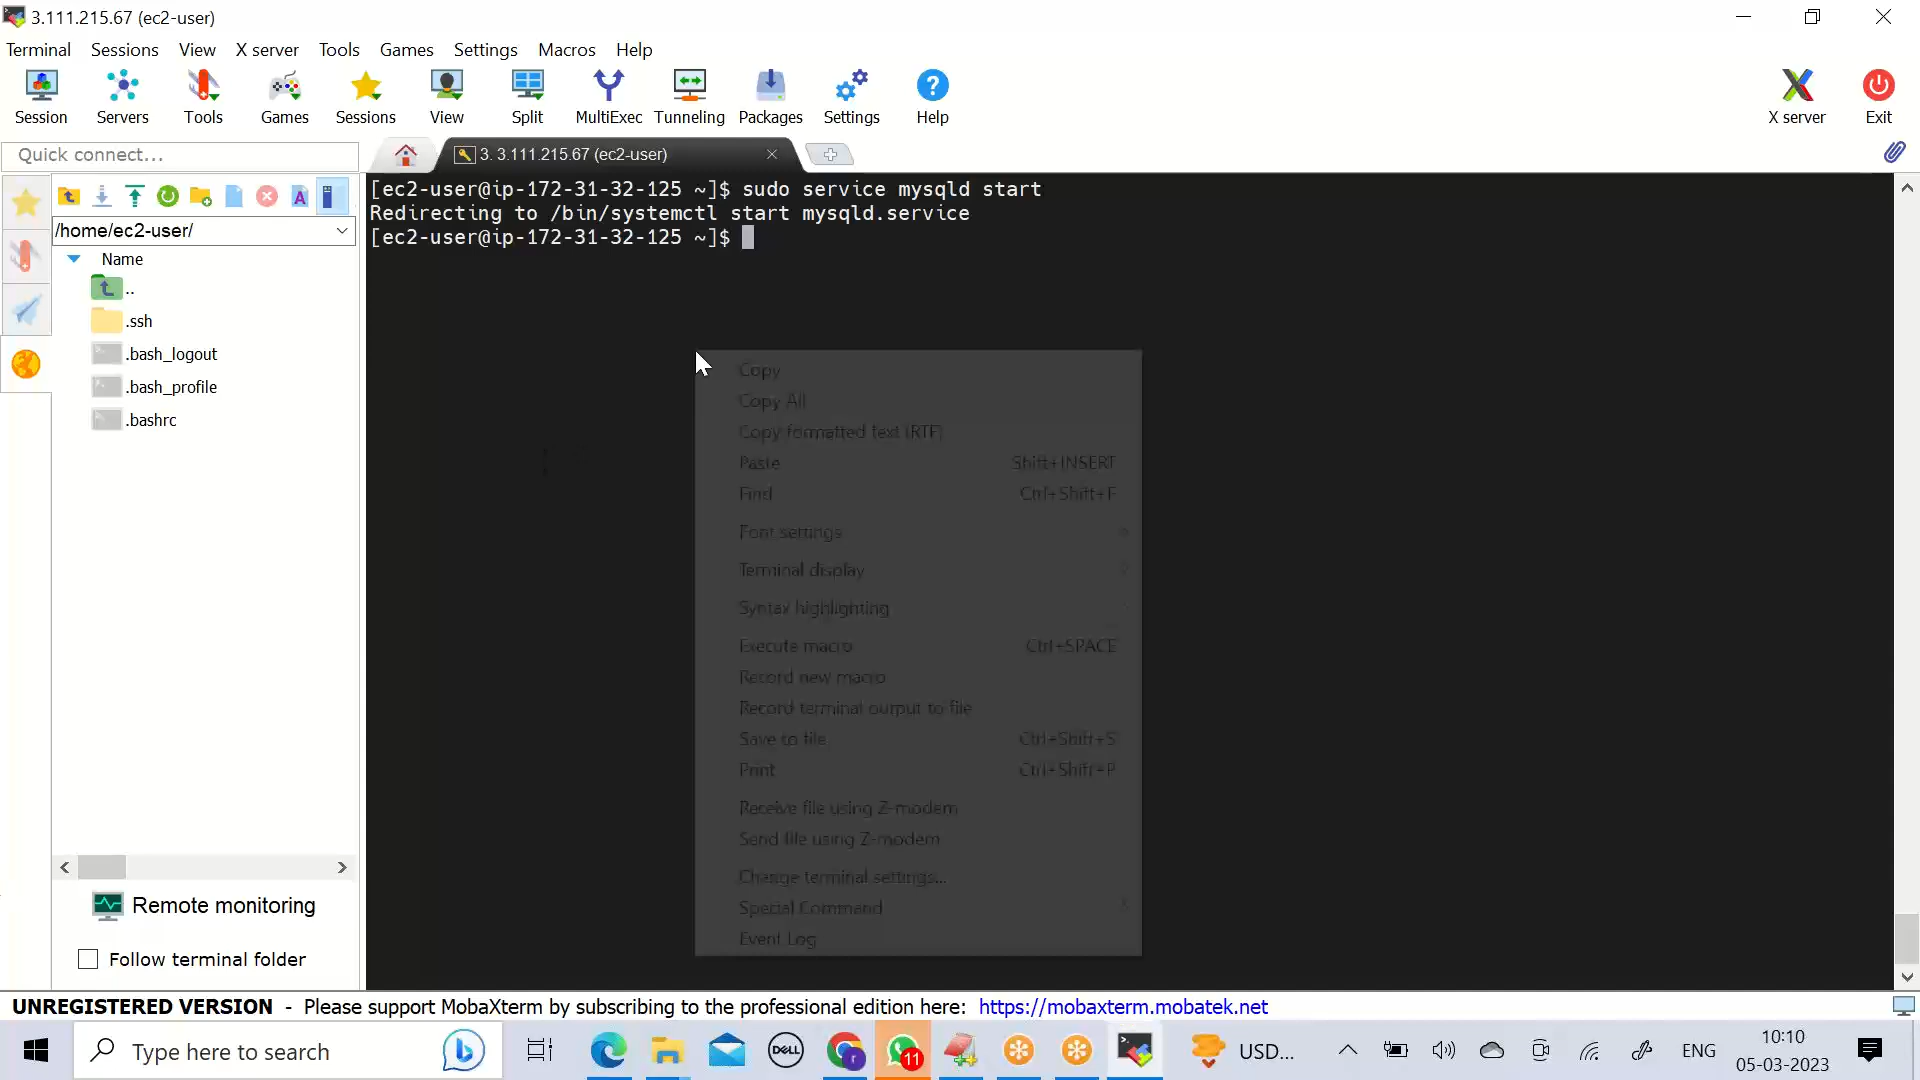 3.111.215.67 (ec2-user)
Terminal Sessions View X server Tools Games Settings Macros Help
Session Servers Tools Games Sessions View Split MultiExec Tunneling Packages Settings Help X server Exit
Quick connect...
3. 3.111.215.67 (ec2-user)
/home/ec2-user/
Name
..
.ssh
.bash_logout
.bash_profile
.bashrc
Remote monitoring
Follow terminal folder
[ec2-user@ip-172-31-32-125 ~]$ sudo service mysqld start
Redirecting to /bin/systemctl start mysqld.service
[ec2-user@ip-172-31-32-125 ~]$
Copy
Copy All
Copy formatted text (RTF)
Paste Shift+INSERT
Find Ctrl+Shift+F
Font settings
Terminal display
Syntax highlighting
Execute macro Ctrl+SPACE
Record new macro
Record terminal output to file
Save to file Ctrl+Shift+S
Print Ctrl+Shift+P
Receive file using Z-modem
Send file using Z-modem
Change terminal settings...
Special Command
Event Log
UNREGISTERED VERSION - Please support MobaXterm by subscribing to the professional edition here: https://mobaxterm.mobatek.net
Type here to search
DELL
11
USD...
ENG
10:10
05-03-2023